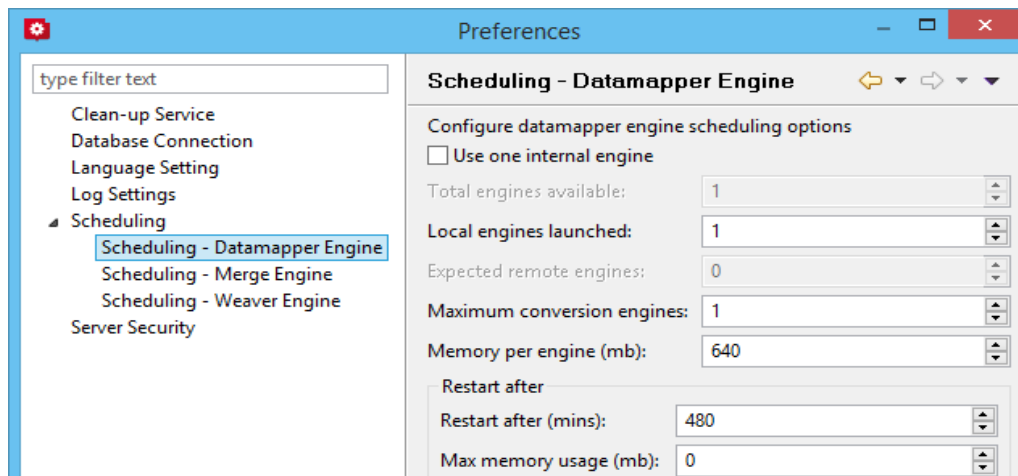 Preferences
type filter text
Clean-up Service
Database Connection
Language Setting
Log Settings
Scheduling
Scheduling - Datamapper Engine
Scheduling - Merge Engine
Scheduling - Weaver Engine
Server Security
Scheduling - Datamapper Engine
Configure datamapper engine scheduling options
Use one internal engine
Total engines available: 1
Local engines launched: 1
Expected remote engines: 0
Maximum conversion engines: 1
Memory per engine (mb): 640
Restart after
Restart after (mins): 480
Max memory usage (mb): 0